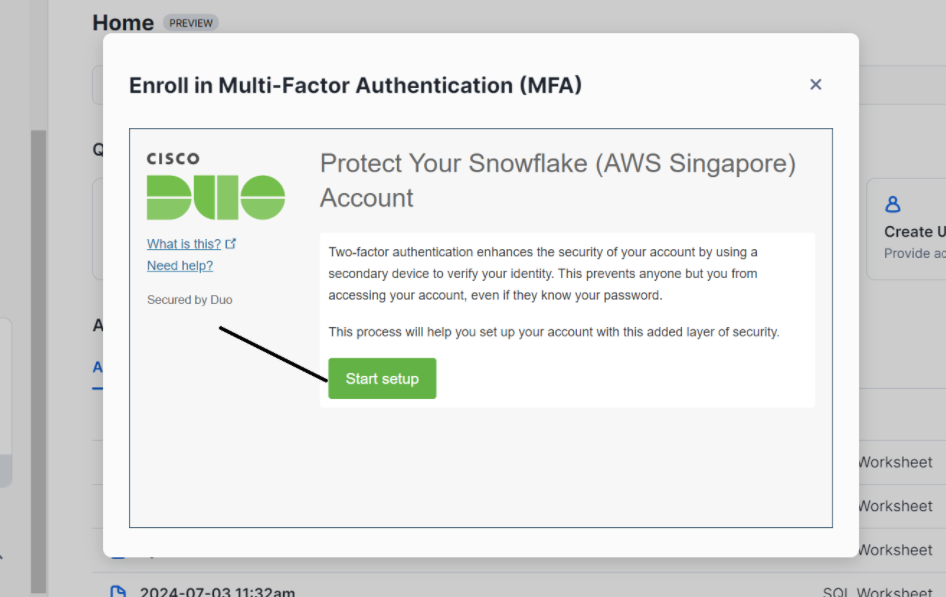 Home PREVIEW
Enroll in Multi-Factor Authentication (MFA)
CISCO
DUO
What is this?
Need help?
Secured by Duo
Protect Your Snowflake (AWS Singapore)
Account
Two-factor authentication enhances the security of your account by using a
secondary device to verify your identity. This prevents anyone but you from
accessing your account, even if they know your password.
This process will help you set up your account with this added layer of security.
Start setup
Q
Create U
Provide ac
A
A
Worksheet
Worksheet
Worksheet
2024-07-03 11:32am
SQL Worksheet